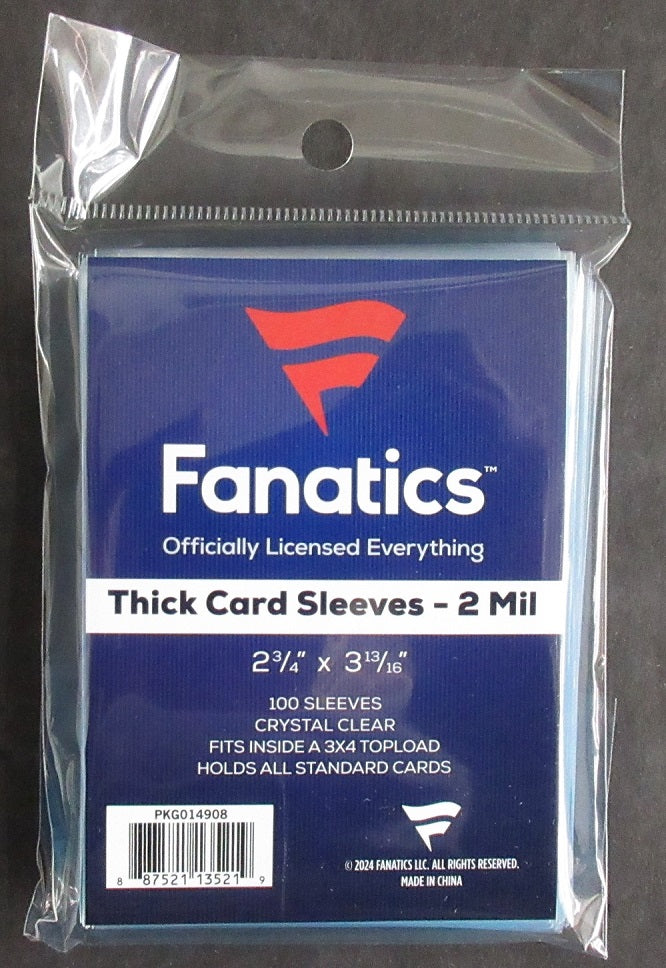 Fanatics™
Officially Licensed Everything
Thick Card Sleeves - 2 Mil
2¾" x 3¹³⁄₁₆"
100 SLEEVES
CRYSTAL CLEAR
FITS INSIDE A 3X4 TOPLOAD
HOLDS ALL STANDARD CARDS
PKG014908
8 87521 13521 9
© 2024 FANATICS LLC. ALL RIGHTS RESERVED.
MADE IN CHINA